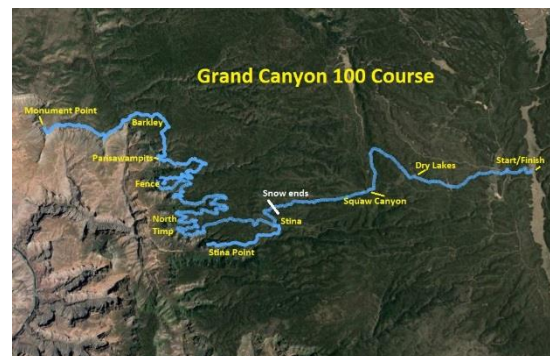 Grand Canyon 100 Course
Monument Point
Barkley
Parisawampits
Fence
North
Timp
Stina Point
Stina
Snow ends
Squaw Canyon
Dry Lakes
Start/Finish